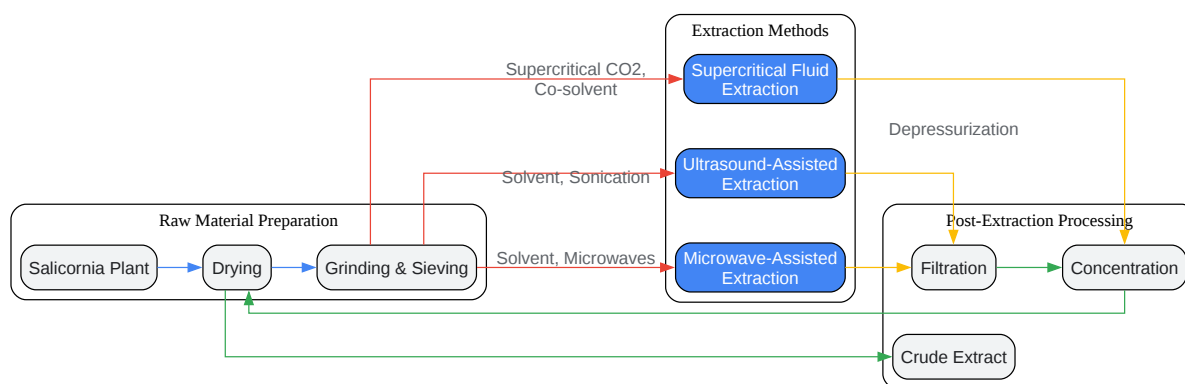 Extraction Methods
Supercritical CO2,
Co-solvent
Supercritical Fluid
Extraction
Depressurization
Solvent, Sonication
Ultrasound-Assisted
Extraction
Raw Material Preparation
Post-Extraction Processing
Salicornia Plant
Drying
Grinding & Sieving
Solvent, Microwaves
Microwave-Assisted
Extraction
Filtration
Concentration
Crude Extract